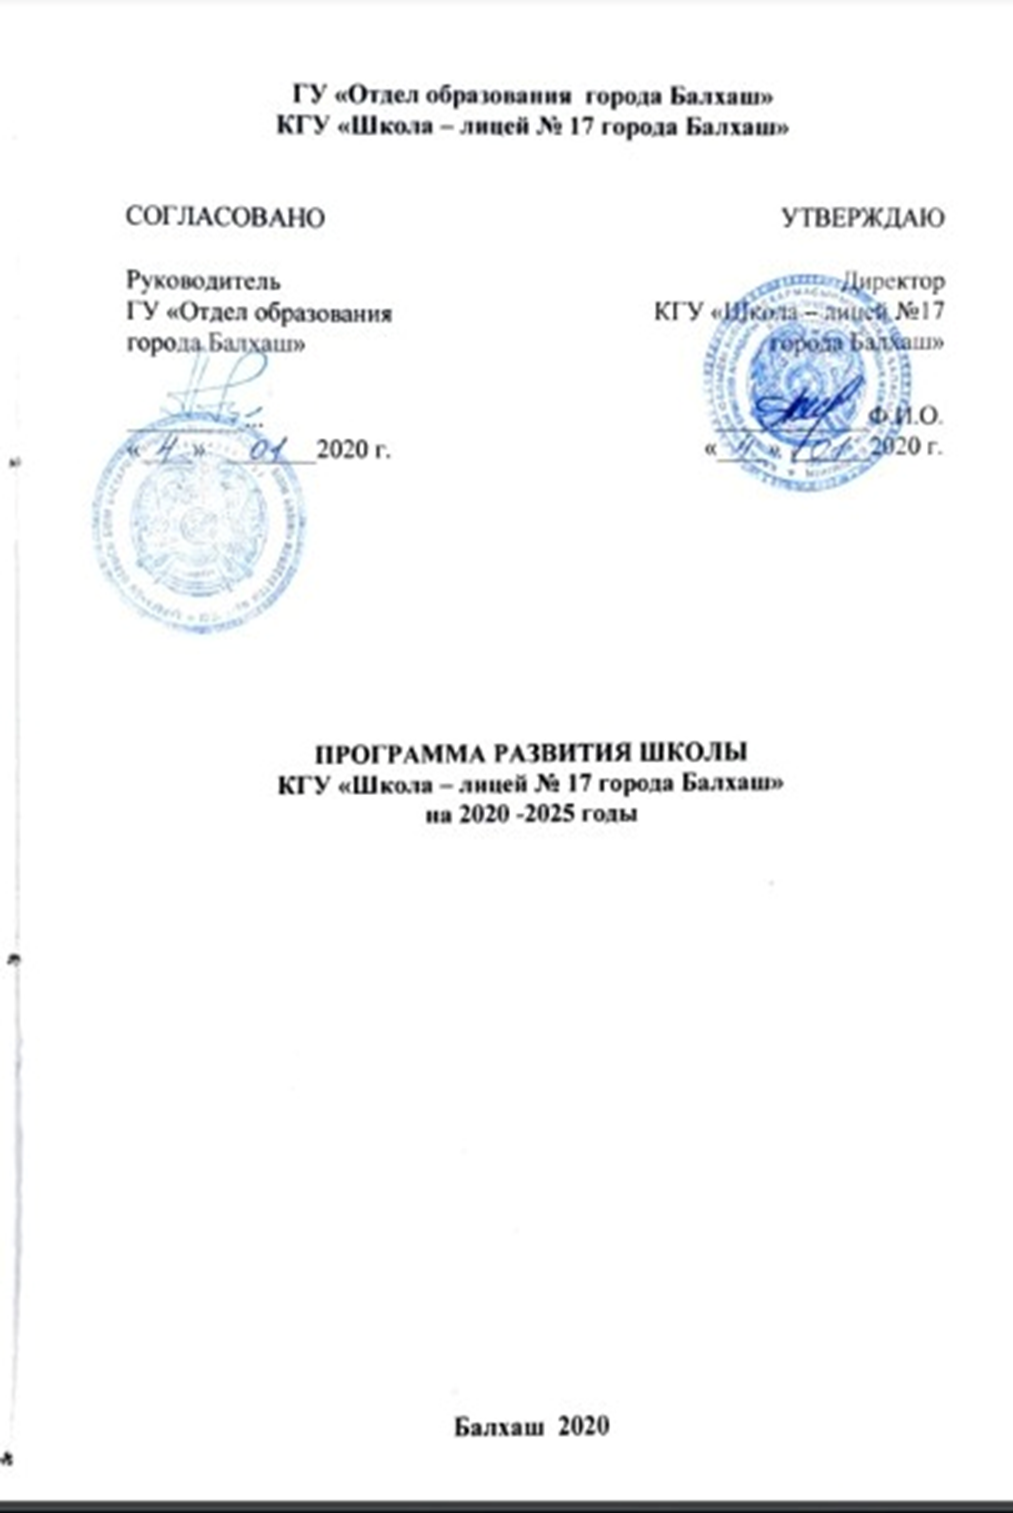 ГУ «Отдел образования города Балхаш»
КГУ «Школа – лицей № 17 города Балхаш»
СОГЛАСОВАНО
Руководитель
ГУ «Отдел образования
города Балхаш»
«4» 01 2020 г.
УТВЕРЖДАЮ
Директор
КГУ «Школа – лицей №17
города Балхаш»
Ф.И.О.
« » 01 2020 г.
ПРОГРАММА РАЗВИТИЯ ШКОЛЫ
КГУ «Школа – лицей № 17 города Балхаш»
на 2020 -2025 годы
Балхаш 2020